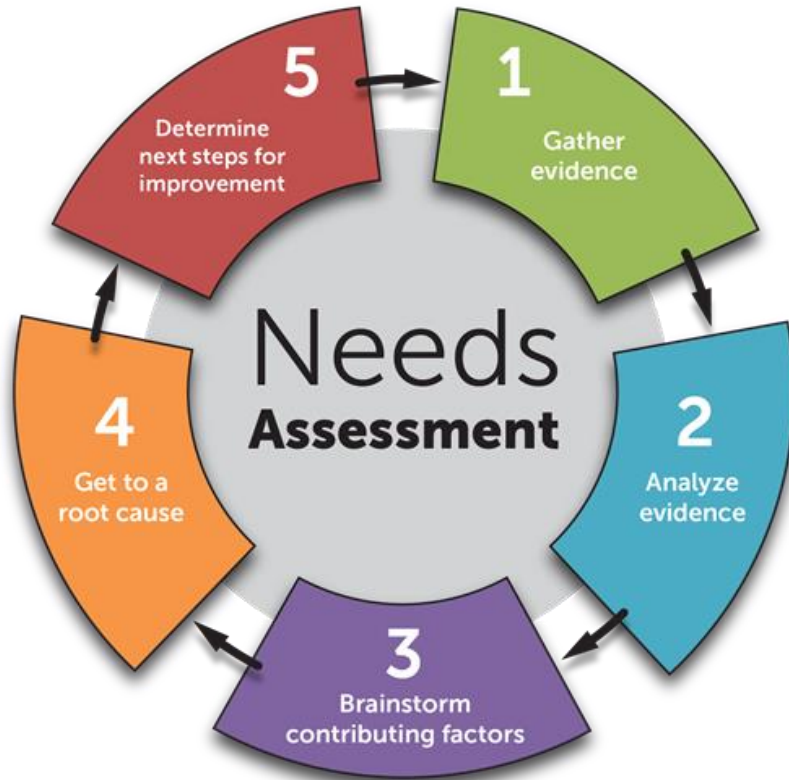 Needs
Assessment
1
Gather
evidence
2
Analyze
evidence
3
Brainstorm
contributing factors
4
Get to a
root cause
5
Determine
next steps for
improvement